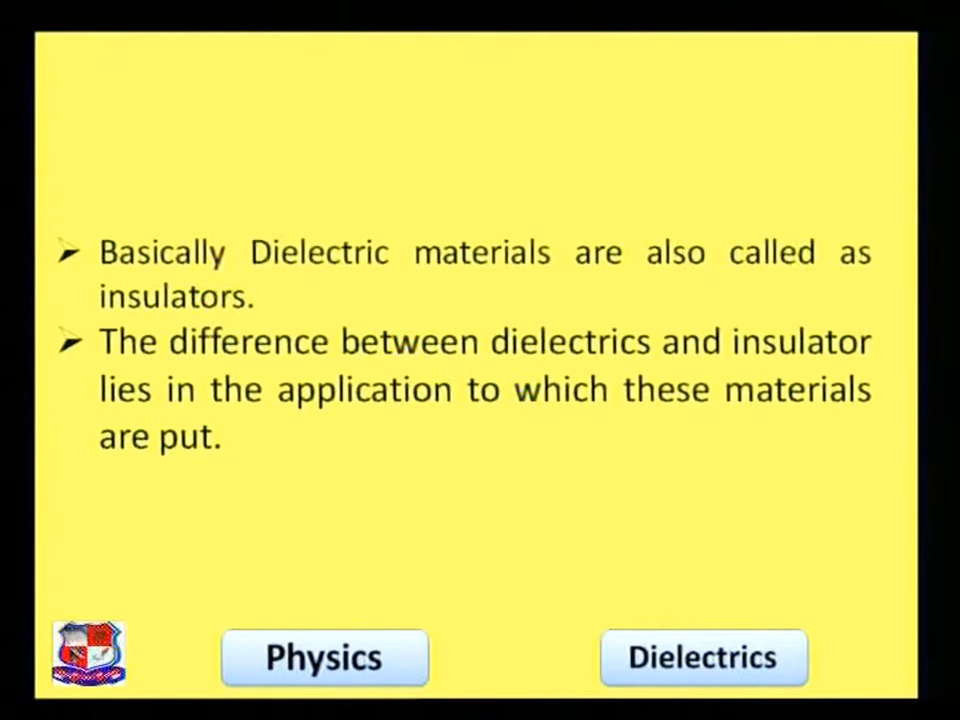 Basically Dielectric materials are also called as
insulators.
The difference between dielectrics and insulator
lies in the application to which these materials
are put.
Physics
Dielectrics